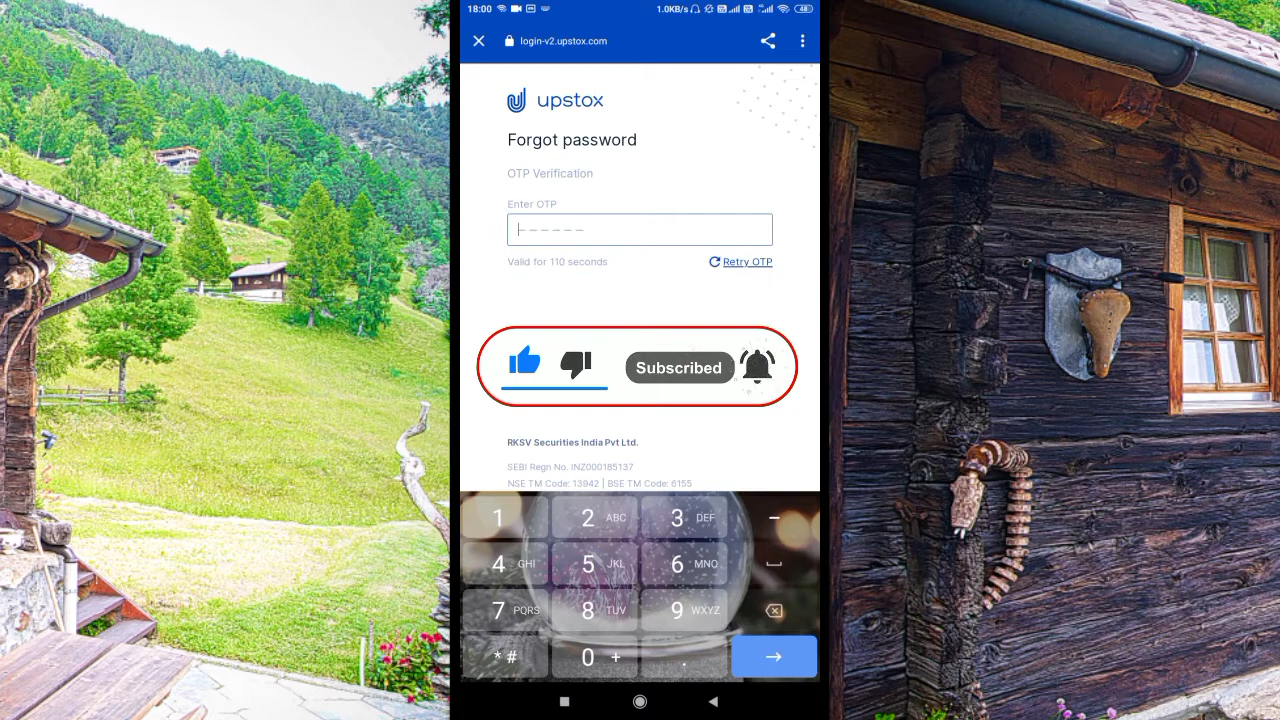 18:00
1.0KB/s
48
login-v2.upstox.com
upstox
Forgot password
OTP Verification
Enter OTP
Valid for 110 seconds
Retry OTP
Subscribed
RKSV Securities India Pvt Ltd.
SEBI Regn No. INZ000185137
NSE TM Code: 13942 | BSE TM Code: 6155
1 2 ABC 3 DEF –
4 GHI 5 JKL 6 MNO
7 PQRS 8 TUV 9 WXYZ
* # 0 + .